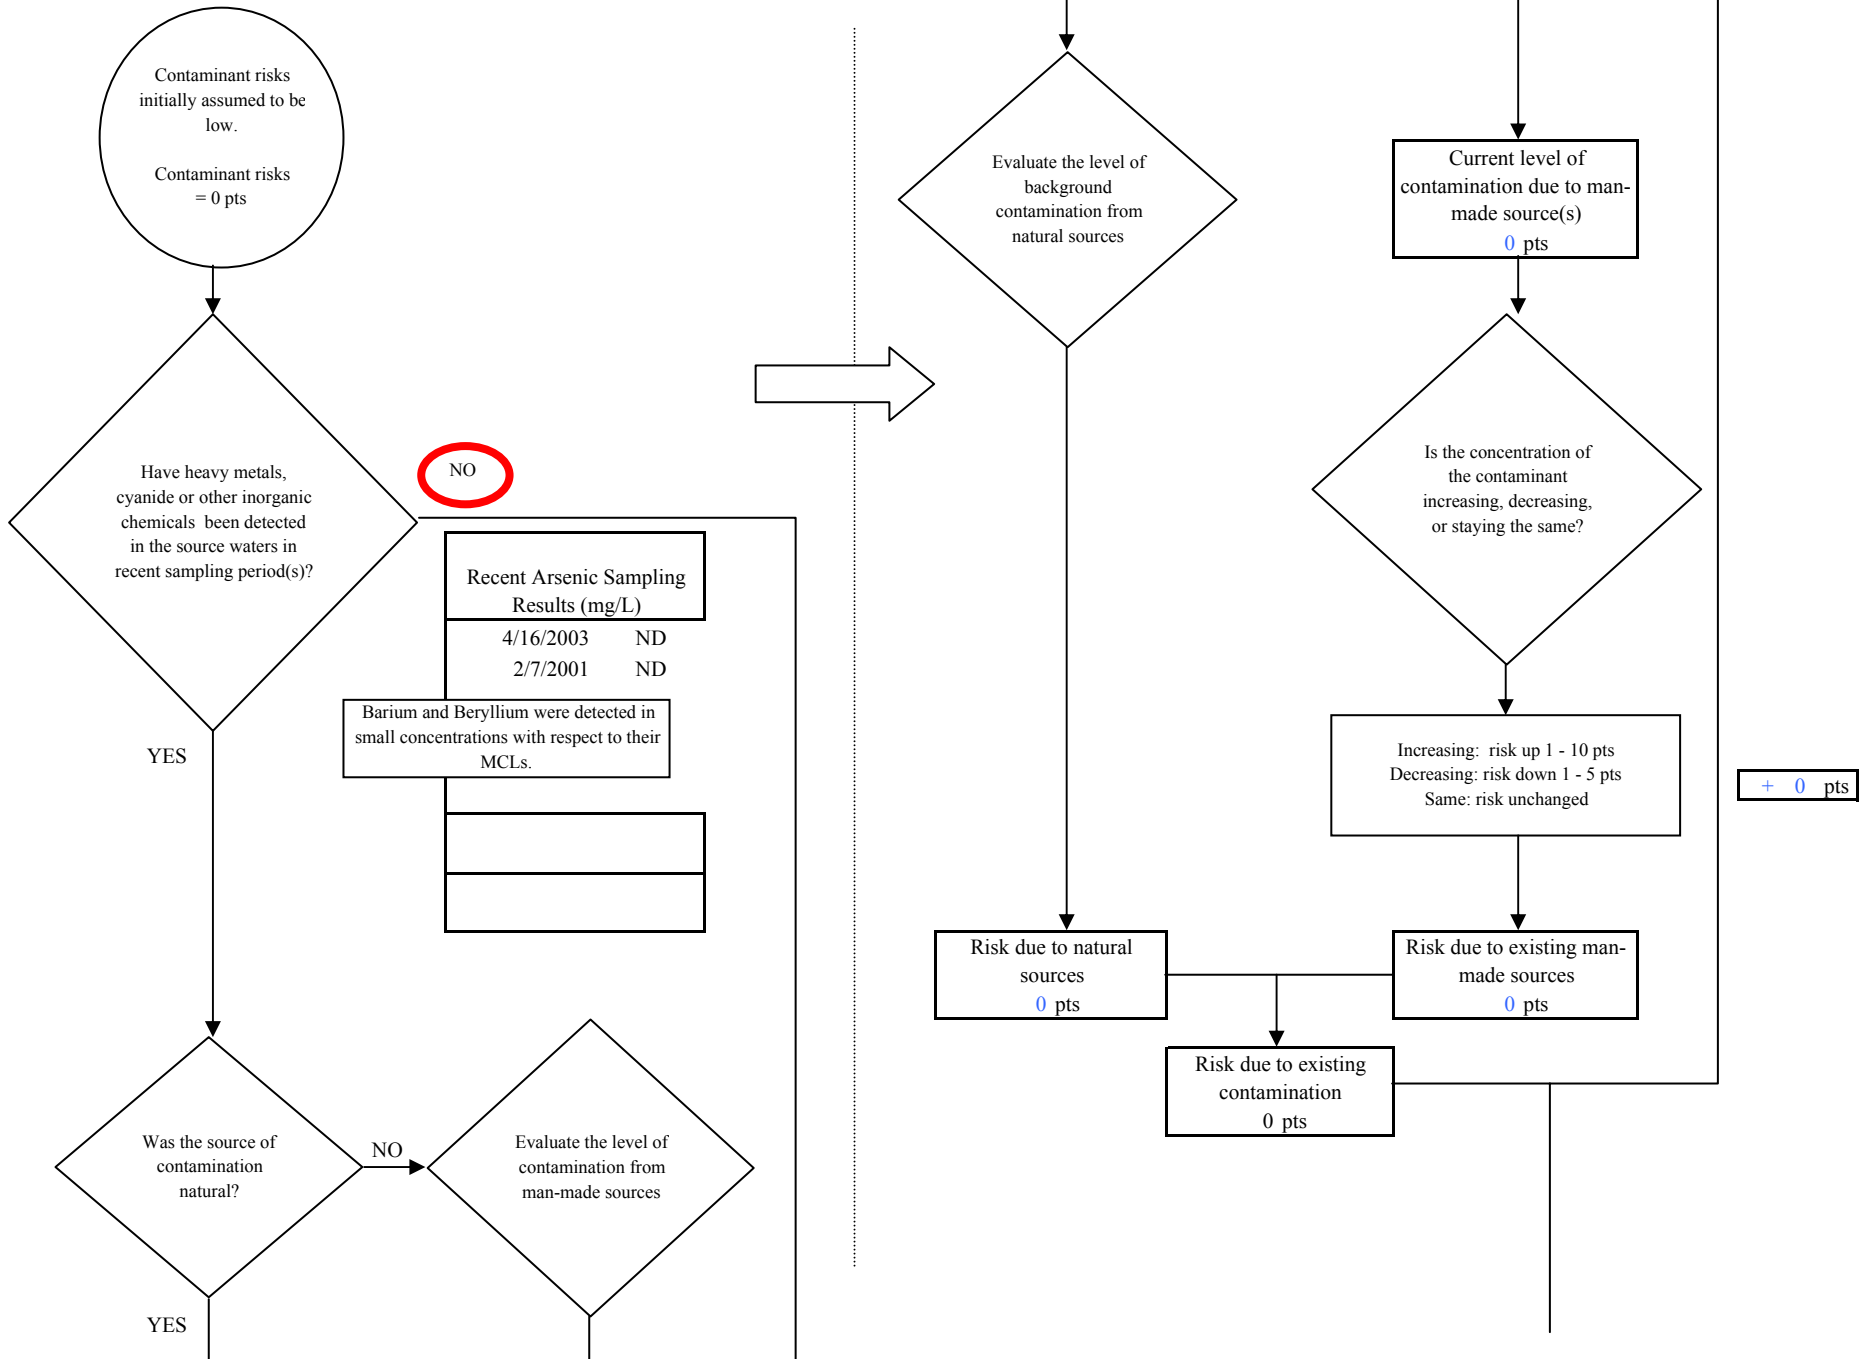 Contaminant risks
initially assumed to be
low.
Contaminant risks
= 0 pts
Have heavy metals,
cyanide or other inorganic
chemicals been detected
in the source waters in
recent sampling period(s)?
NO
Recent Arsenic Sampling
Results (mg/L)
4/16/2003 ND
2/7/2001 ND
Barium and Beryllium were detected in
small concentrations with respect to their
MCLs.
YES
Was the source of
contamination
natural?
NO
Evaluate the level of
contamination from
man-made sources
YES
Evaluate the level of
background
contamination from
natural sources
Current level of
contamination due to man-
made source(s)
0 pts
Is the concentration of
the contaminant
increasing, decreasing,
or staying the same?
Increasing: risk up 1 - 10 pts
Decreasing: risk down 1 - 5 pts
Same: risk unchanged
+ 0 pts
Risk due to natural
sources
0 pts
Risk due to existing man-
made sources
0 pts
Risk due to existing
contamination
0 pts